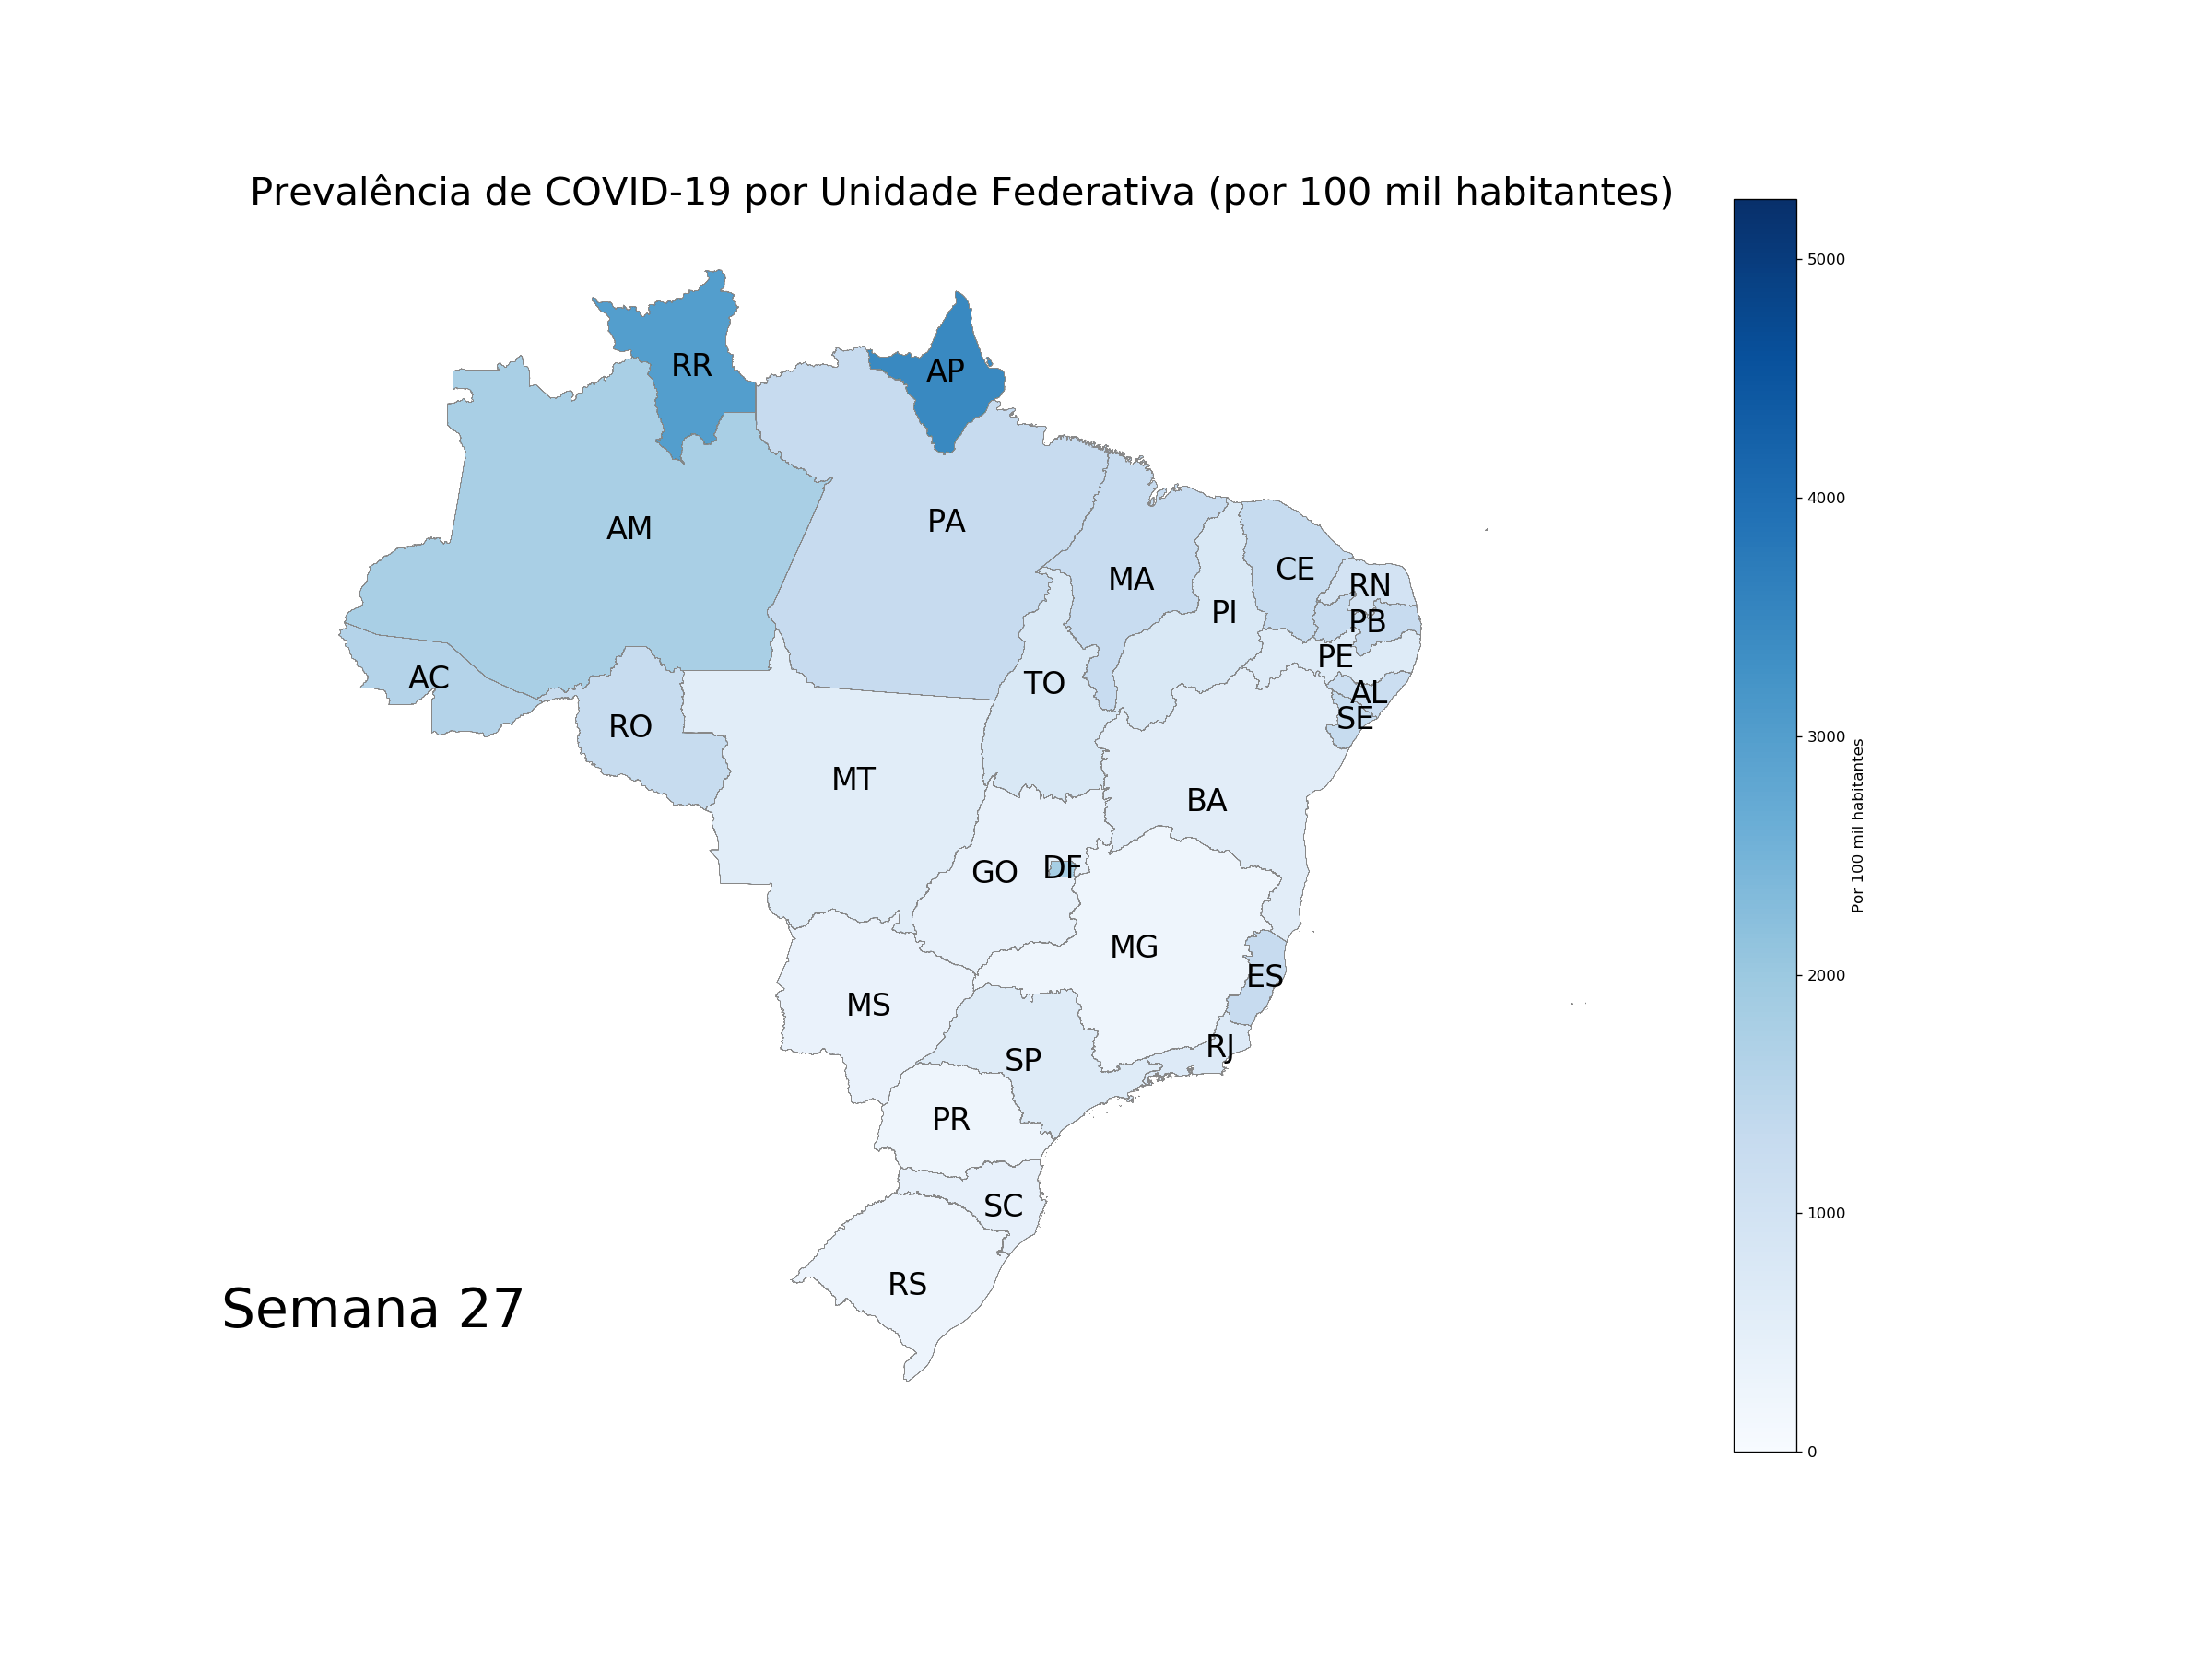 Prevalência de COVID-19 por Unidade Federativa (por 100 mil habitantes)
5000
RR
AP
4000
AM
PA
CE
MA
RN
PI
PB
PE
AC
TO
AL
SE
RO
3000
MT
BA
Por 100 mil habitantes
DF
GO
MG
2000
ES
MS
RJ
SP
PR
SC
1000
RS
Semana 27
0